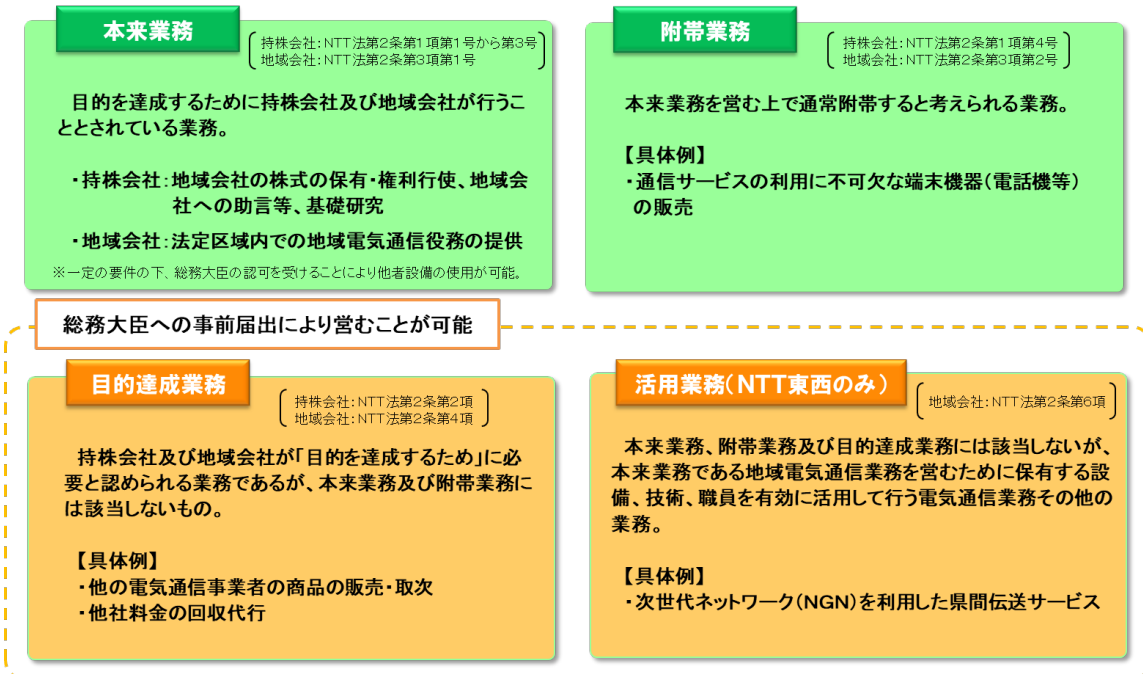 本来業務
持株会社：NTT法第2条第1項第1号から第3号
地域会社：NTT法第2条第3項第1号
目的を達成するために持株会社及び地域会社が行うこ
ととされている業務。
・持株会社：地域会社の株式の保有・権利行使、地域会
社への助言等、基礎研究
・地域会社：法定区域内での地域電気通信役務の提供
※一定の要件の下、総務大臣の認可を受けることにより他者設備の使用が可能。
附帯業務
持株会社：NTT法第2条第1項第4号
地域会社：NTT法第2条第3項第2号
本来業務を営む上で通常附帯すると考えられる業務。
【具体例】
・通信サービスの利用に不可欠な端末機器（電話機等）
の販売
総務大臣への事前届出により営むことが可能
目的達成業務
持株会社：NTT法第2条第2項
地域会社：NTT法第2条第4項
持株会社及び地域会社が「目的を達成するため」に必
要と認められる業務であるが、本来業務及び附帯業務に
は該当しないもの。
【具体例】
・他の電気通信事業者の商品の販売・取次
・他社料金の回収代行
活用業務（NTT東西のみ）
地域会社：NTT法第2条第6項
本来業務、附帯業務及び目的達成業務には該当しないが、
本来業務である地域電気通信業務を営むために保有する設
備、技術、職員を有効に活用して行う電気通信業務その他の
業務。
【具体例】
・次世代ネットワーク（NGN）を利用した県間伝送サービス